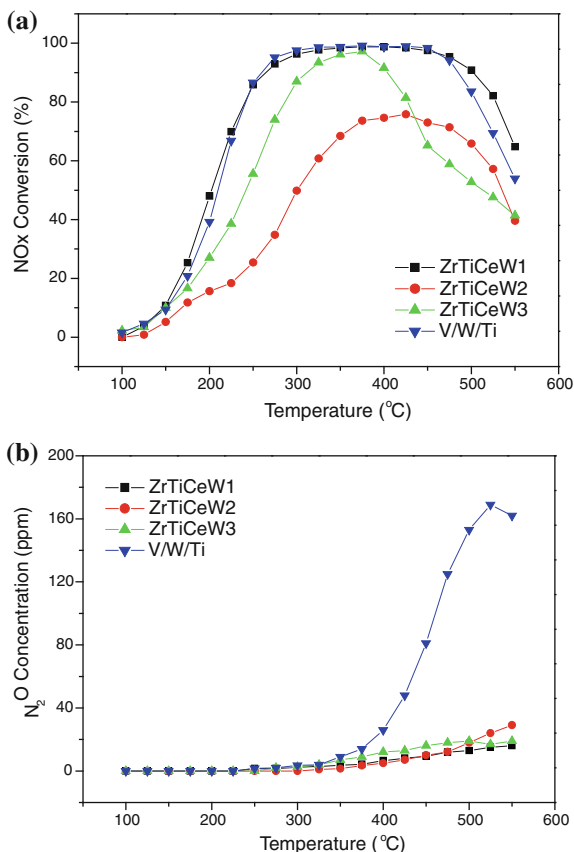 (a)
100
80
60
40
20
0
NOx Conversion (%)
ZrTiCeW1
ZrTiCeW2
ZrTiCeW3
V/W/Ti
100 200 300 400 500 600
Temperature (°C)
(b)
200
160
120
80
40
0
N₂O Concentration (ppm)
ZrTiCeW1
ZrTiCeW2
ZrTiCeW3
V/W/Ti
100 200 300 400 500 600
Temperature (°C)